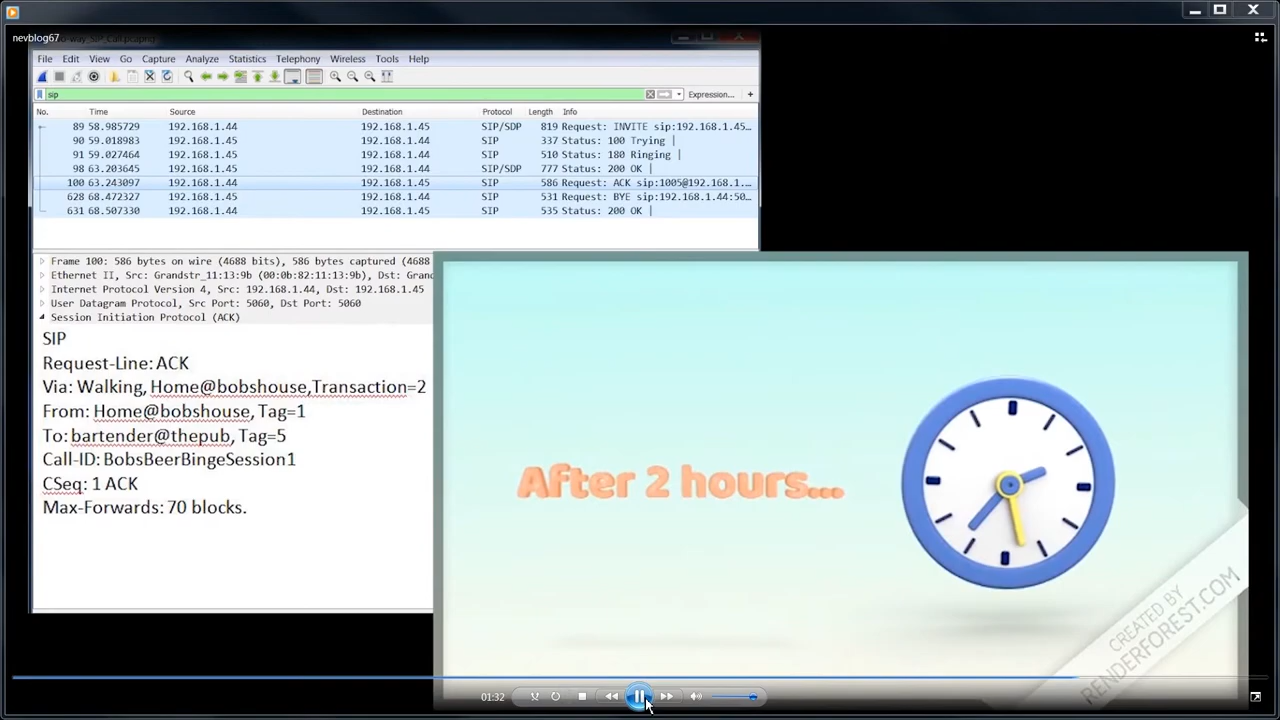 nevblog67
File Edit View Go Capture Analyze Statistics Telephony Wireless Tools Help
sip Expression... +
No. Time Source Destination Protocol Length Info
89 58.985729 192.168.1.44 192.168.1.45 SIP/SDP 819 Request: INVITE sip:192.168.1.45...
90 59.018983 192.168.1.45 192.168.1.44 SIP 337 Status: 100 Trying |
91 59.027464 192.168.1.45 192.168.1.44 SIP 510 Status: 180 Ringing |
98 63.203645 192.168.1.45 192.168.1.44 SIP/SDP 777 Status: 200 OK |
100 63.243097 192.168.1.44 192.168.1.45 SIP 586 Request: ACK sip:1005@192.168.1....
628 68.472327 192.168.1.45 192.168.1.44 SIP 531 Request: BYE sip:192.168.1.44:50...
631 68.507330 192.168.1.44 192.168.1.45 SIP 535 Status: 200 OK |
Frame 100: 586 bytes on wire (4688 bits), 586 bytes captured (4688
Ethernet II, Src: Grandstr_11:13:9b (00:0b:82:11:13:9b), Dst: Grand
Internet Protocol Version 4, Src: 192.168.1.44, Dst: 192.168.1.45
User Datagram Protocol, Src Port: 5060, Dst Port: 5060
Session Initiation Protocol (ACK)
SIP
Request-Line: ACK
Via: Walking, Home@bobshouse,Transaction=2
From: Home@bobshouse, Tag=1
To: bartender@thepub, Tag=5
Call-ID: BobsBeerBingeSession1
CSeq: 1 ACK
Max-Forwards: 70 blocks.
After 2 hours...
CREATED BY
RENDERFOREST.COM
01:32